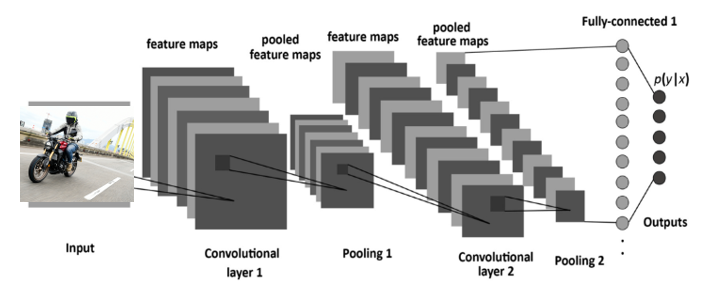 feature maps
pooled
feature maps
feature maps
pooled
feature maps
Fully-connected 1
p(y|x)
Input
Convolutional
layer 1
Pooling 1
Convolutional
layer 2
Pooling 2
Outputs